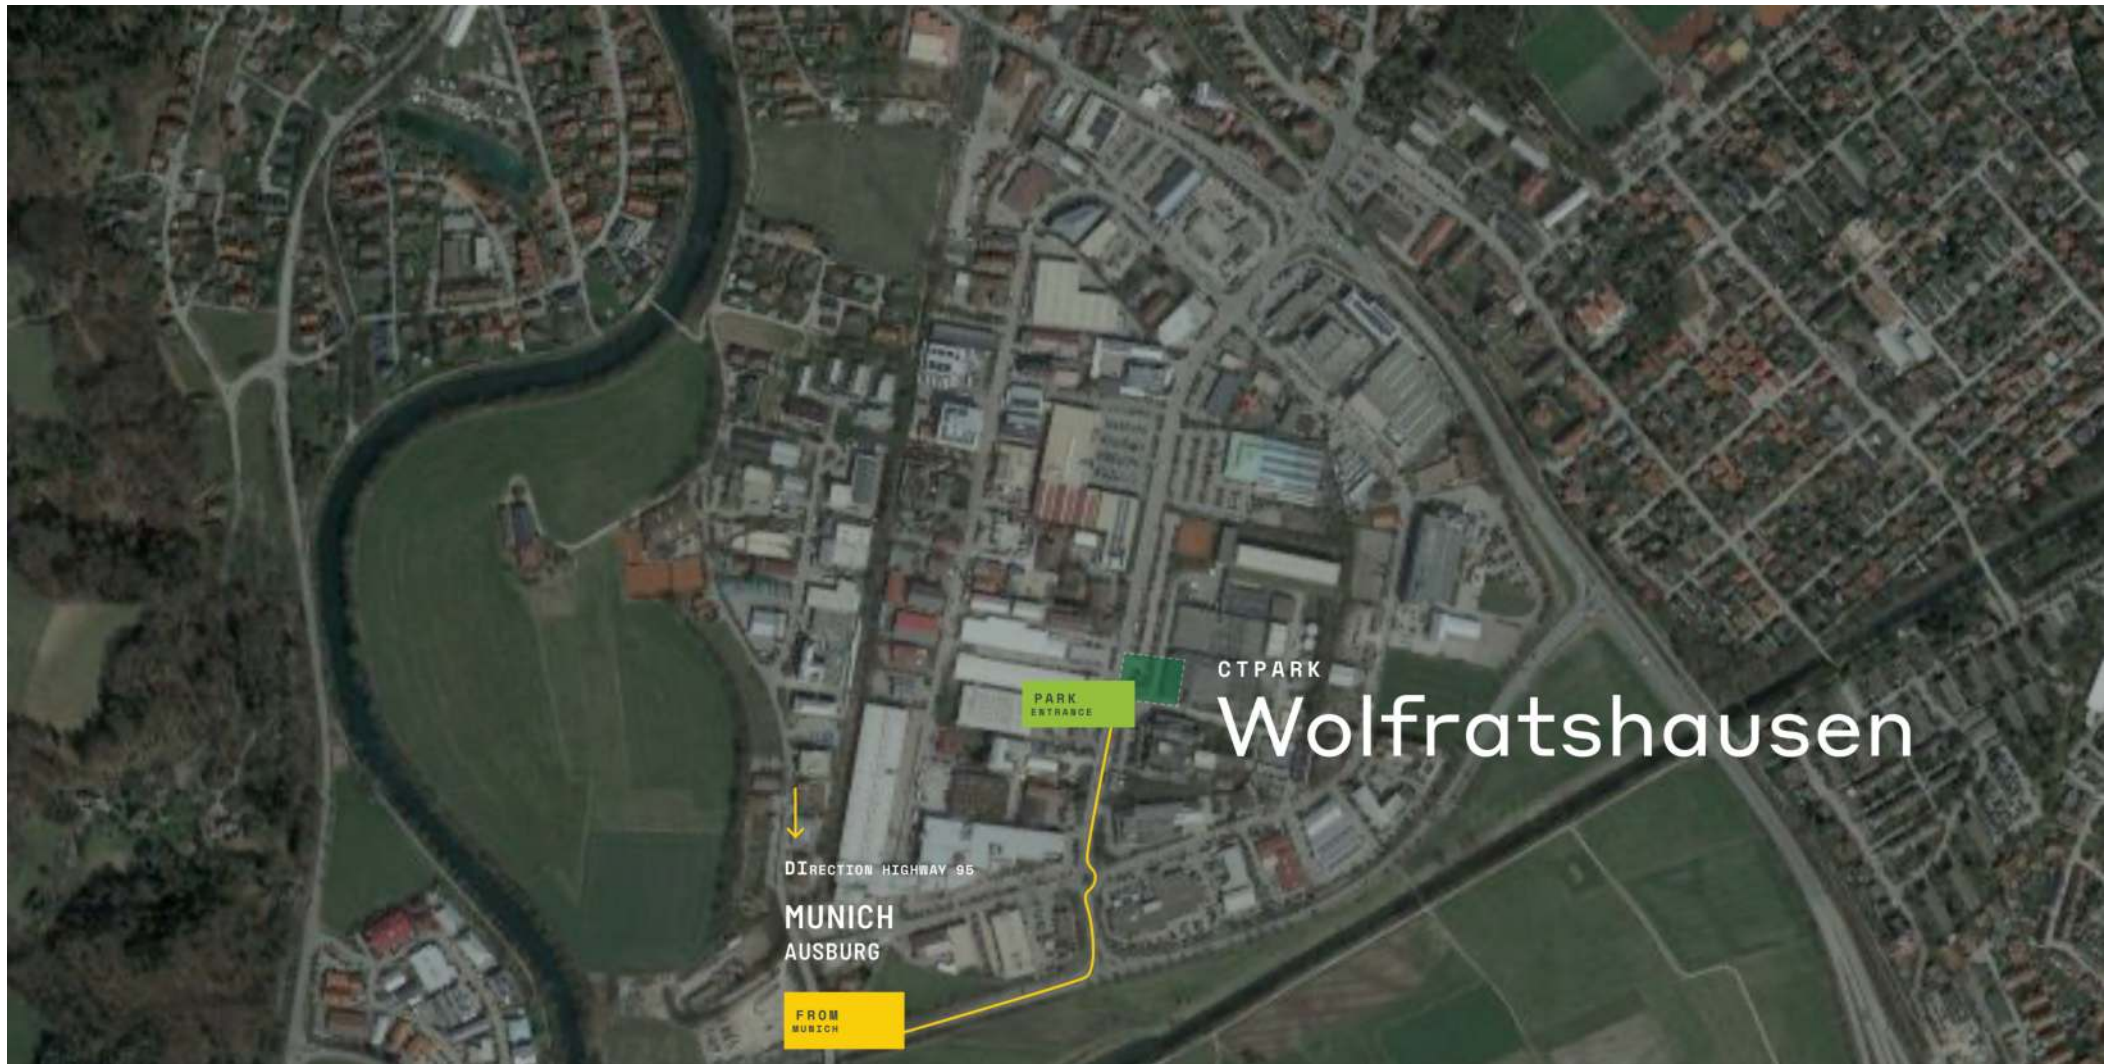 CTPARK
Wolfratshausen
PARK
ENTRANCE
DIRECTION HIGHWAY 95
MUNICH
AUSBURG
FROM
MUNICH